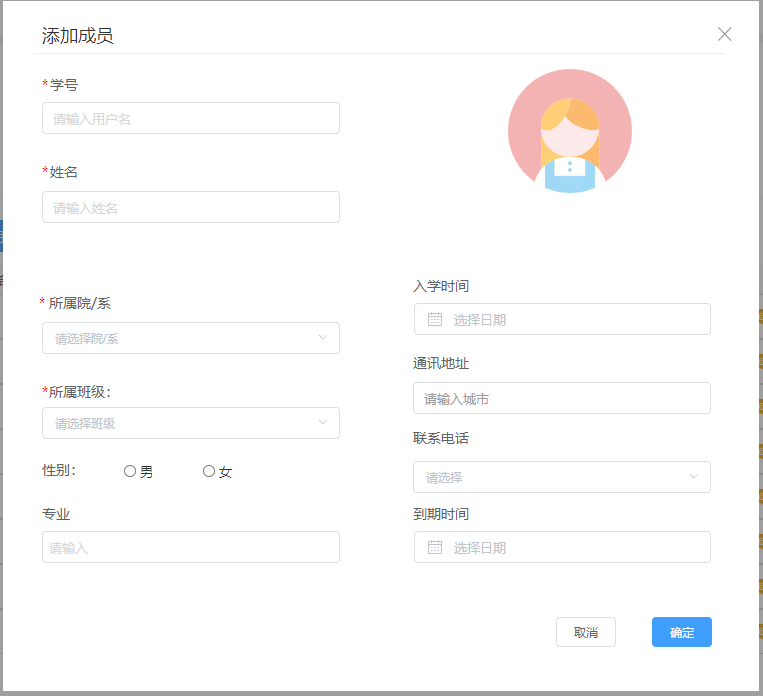 添加成员
*学号
请输入用户名
*姓名
请输入姓名
* 所属院/系
请选择院/系
*所属班级：
请选择班级
性别： 男 女
专业
请输入
入学时间
选择日期
通讯地址
请输入城市
联系电话
请选择
到期时间
选择日期
取消 确定